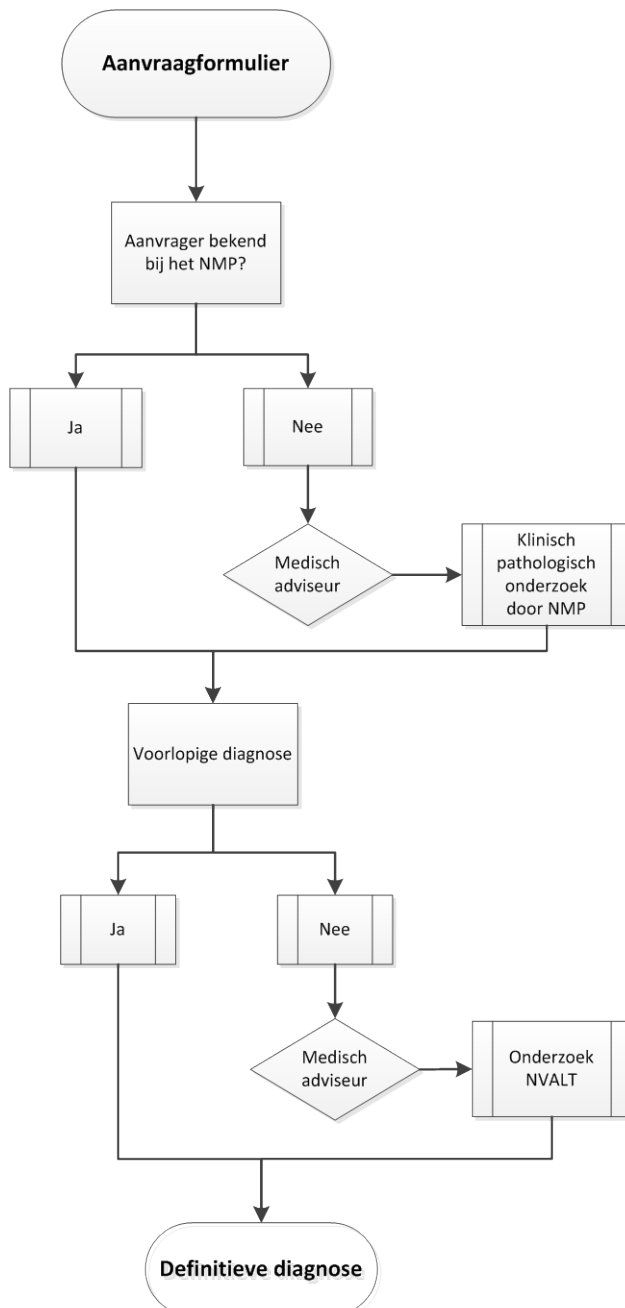 Aanvraagformulier
Aanvrager bekend
bij het NMP?
Ja
Nee
Medisch
adviseur
Klinisch
pathologisch
onderzoek
door NMP
Voorlopige diagnose
Ja
Nee
Medisch
adviseur
Onderzoek
NVALT
Definitieve diagnose